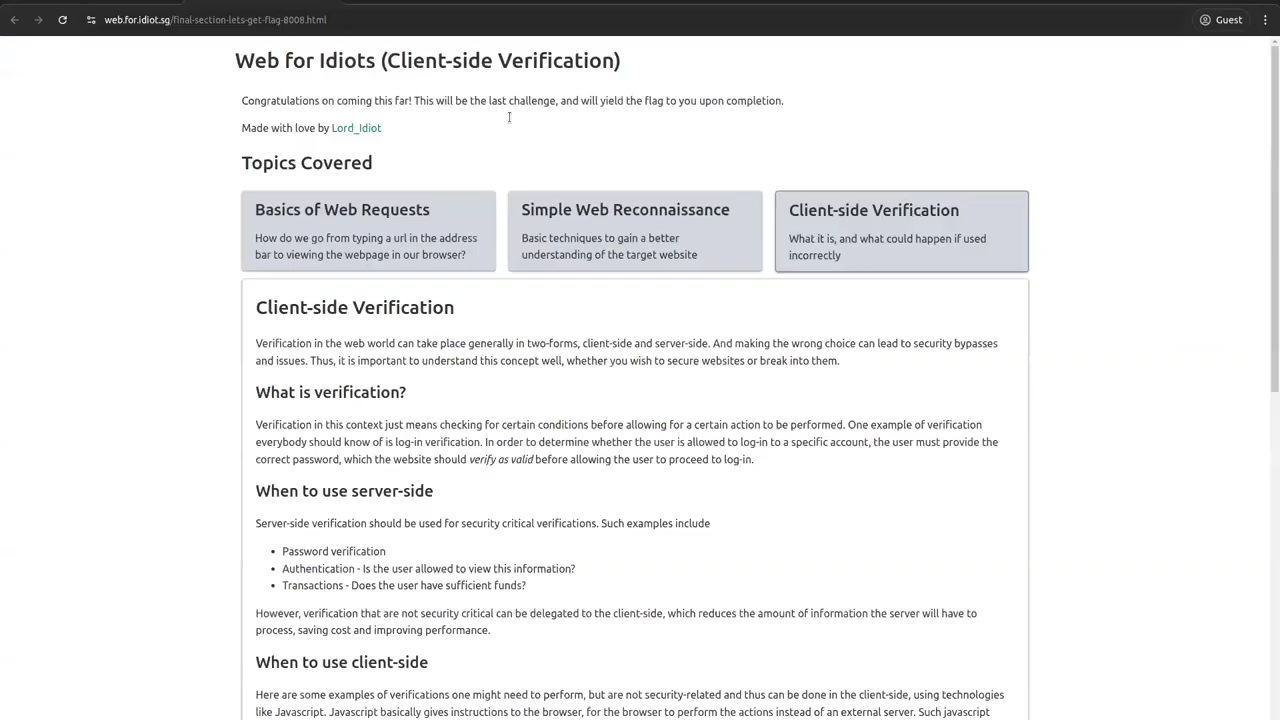 web.for.idiot.sg/final-section-lets-get-flag-8008.html
Guest
Web for Idiots (Client-side Verification)
Congratulations on coming this far! This will be the last challenge, and will yield the flag to you upon completion.
Made with love by Lord_Idiot
Topics Covered
Basics of Web Requests
How do we go from typing a url in the address
bar to viewing the webpage in our browser?
Simple Web Reconnaissance
Basic techniques to gain a better
understanding of the target website
Client-side Verification
What it is, and what could happen if used
incorrectly
Client-side Verification
Verification in the web world can take place generally in two-forms, client-side and server-side. And making the wrong choice can lead to security bypasses
and issues. Thus, it is important to understand this concept well, whether you wish to secure websites or break into them.
What is verification?
Verification in this context just means checking for certain conditions before allowing for a certain action to be performed. One example of verification
everybody should know of is log-in verification. In order to determine whether the user is allowed to log-in to a specific account, the user must provide the
correct password, which the website should verify as valid before allowing the user to proceed to log-in.
When to use server-side
Server-side verification should be used for security critical verifications. Such examples include
• Password verification
• Authentication - Is the user allowed to view this information?
• Transactions - Does the user have sufficient funds?
However, verification that are not security critical can be delegated to the client-side, which reduces the amount of information the server will have to
process, saving cost and improving performance.
When to use client-side
Here are some examples of verifications one might need to perform, but are not security-related and thus can be done in the client-side, using technologies
like Javascript. Javascript basically gives instructions to the browser, for the browser to perform the actions instead of an external server. Such javascript